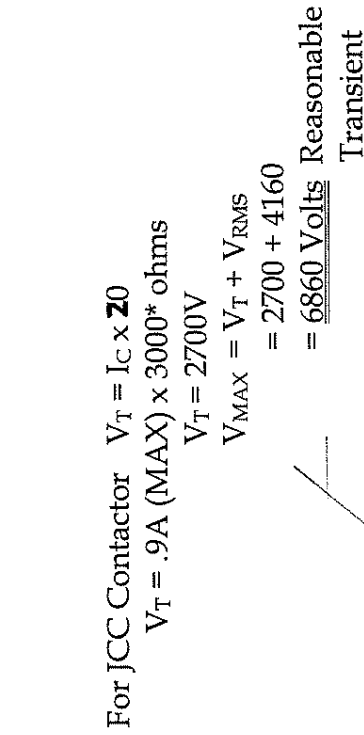 For JCC Contactor V_T = I_C x 20
V_T = .9A (MAX) x 3000* ohms
V_T = 2700V
V_MAX = V_T + V_RMS
= 2700 + 4160
= 6860 Volts Reasonable
Transient